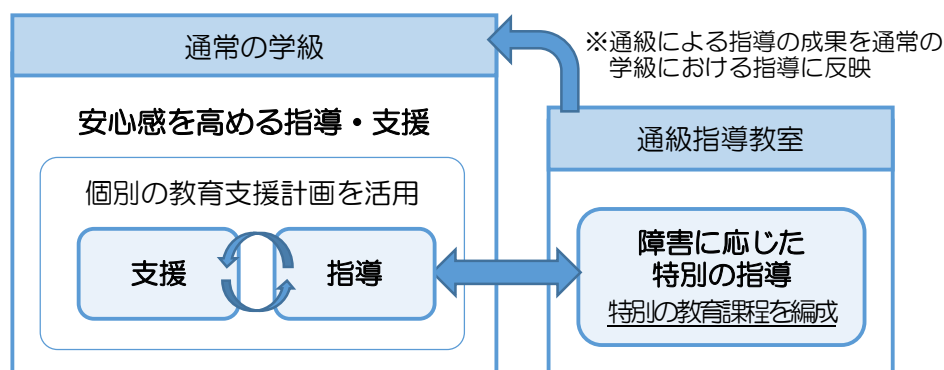 通常の学級
安心感を高める指導・支援
個別の教育支援計画を活用
支援
指導
※通級による指導の成果を通常の
学級における指導に反映
通級指導教室
障害に応じた
特別の指導
特別の教育課程を編成